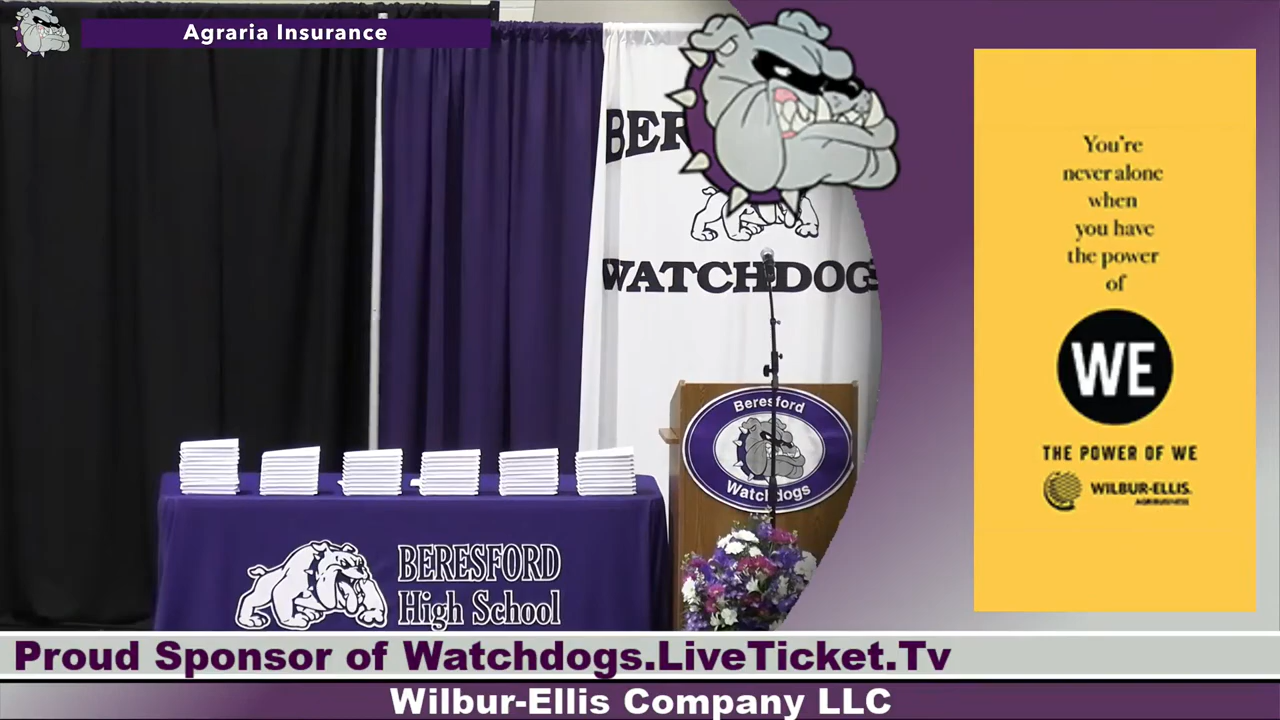 Agraria Insurance
BER
WATCHDOGS
Beresford
Watchdogs
BERESFORD
High School
You're
never alone
when
you have
the power
of
WE
THE POWER OF WE
WILBUR-ELLIS.
AGRIBUSINESS
Proud Sponsor of Watchdogs.LiveTicket.Tv
Wilbur-Ellis Company LLC